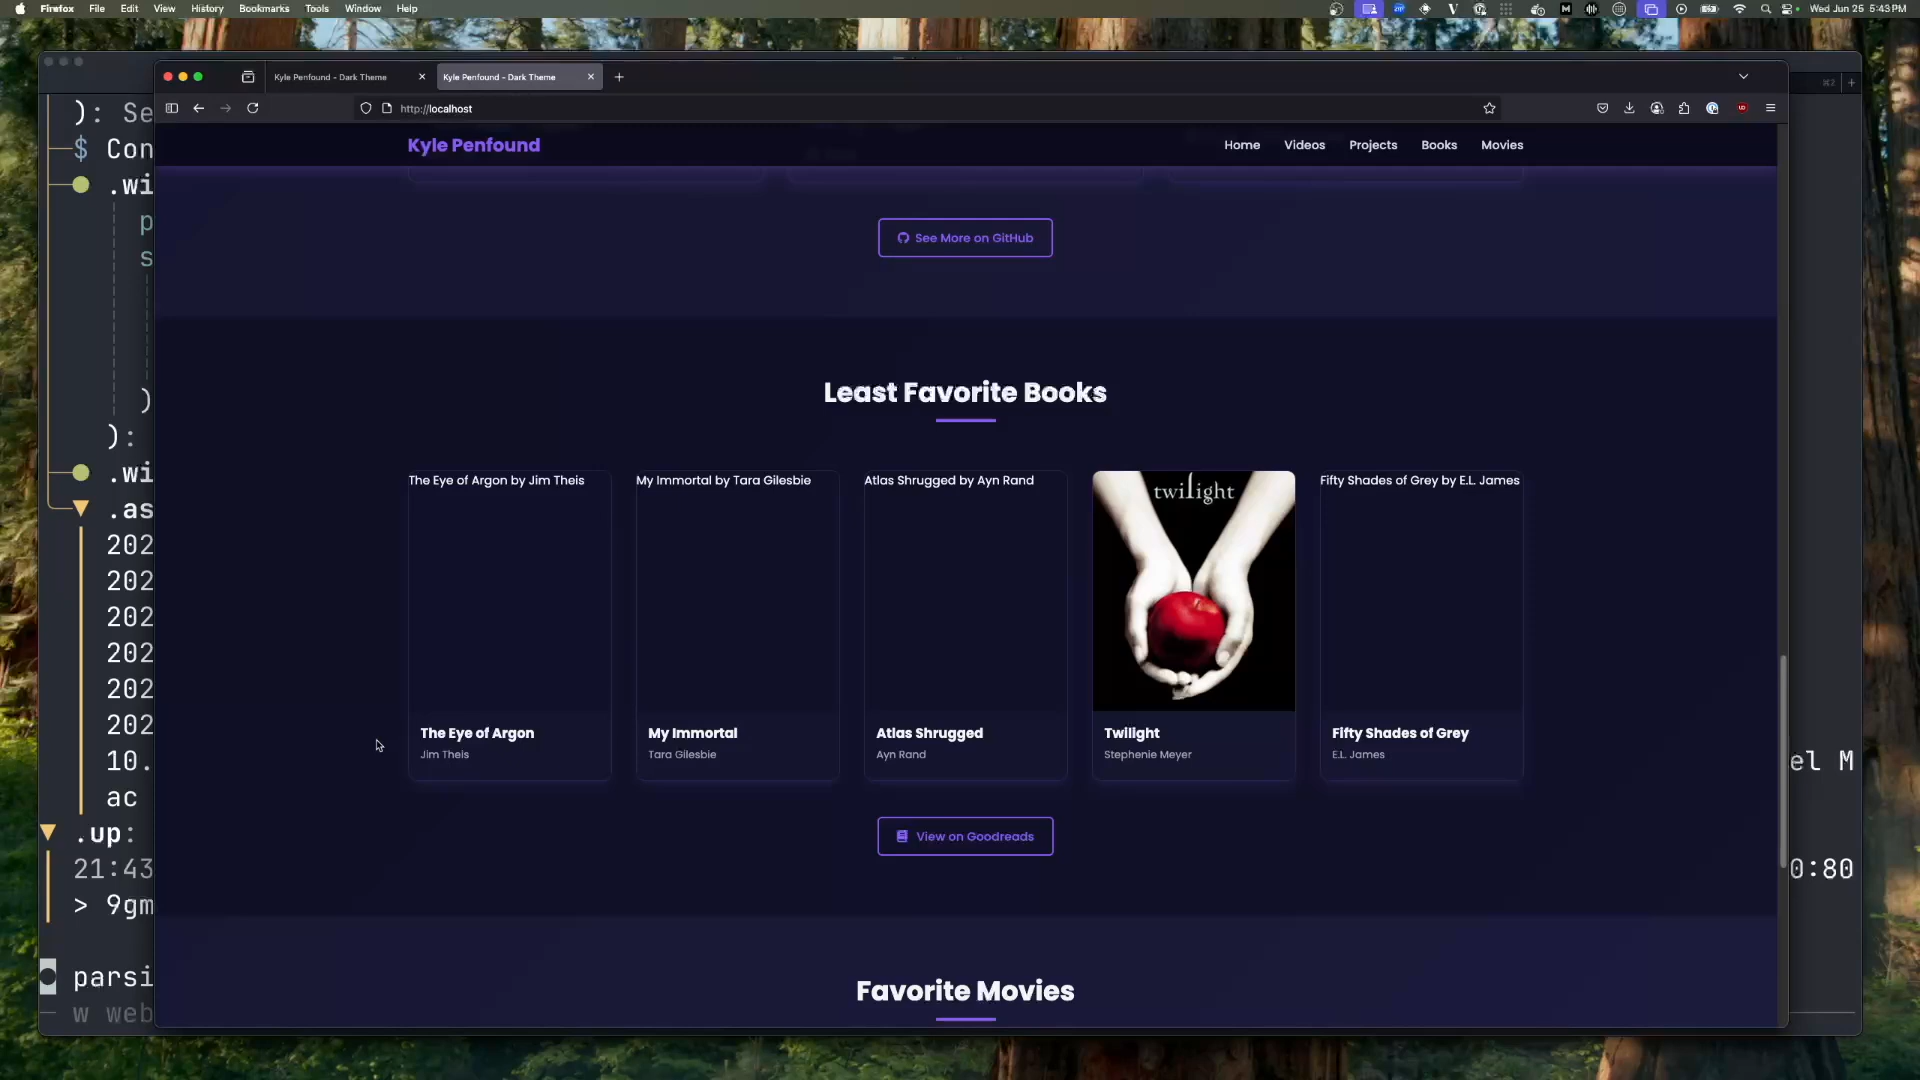 Firefox File Edit View History Bookmarks Tools Window Help
Wed Jun 25 5:43 PM
Kyle Penfound - Dark Theme
Kyle Penfound - Dark Theme
http://localhost
⌘2
Kyle Penfound
Home Videos Projects Books Movies
See More on GitHub
Least Favorite Books
The Eye of Argon by Jim Theis
My Immortal by Tara Gilesbie
Atlas Shrugged by Ayn Rand
twilight
Fifty Shades of Grey by E.L. James
The Eye of Argon
Jim Theis
My Immortal
Tara Gilesbie
Atlas Shrugged
Ayn Rand
Twilight
Stephenie Meyer
Fifty Shades of Grey
E.L. James
View on Goodreads
Favorite Movies
): Se
$ Con
.wi
p
s
)
):
.wi
.as
202
202
202
202
202
202
10. el M
ac
.up:
21:43 0:80
> 9gm
parsi
w web